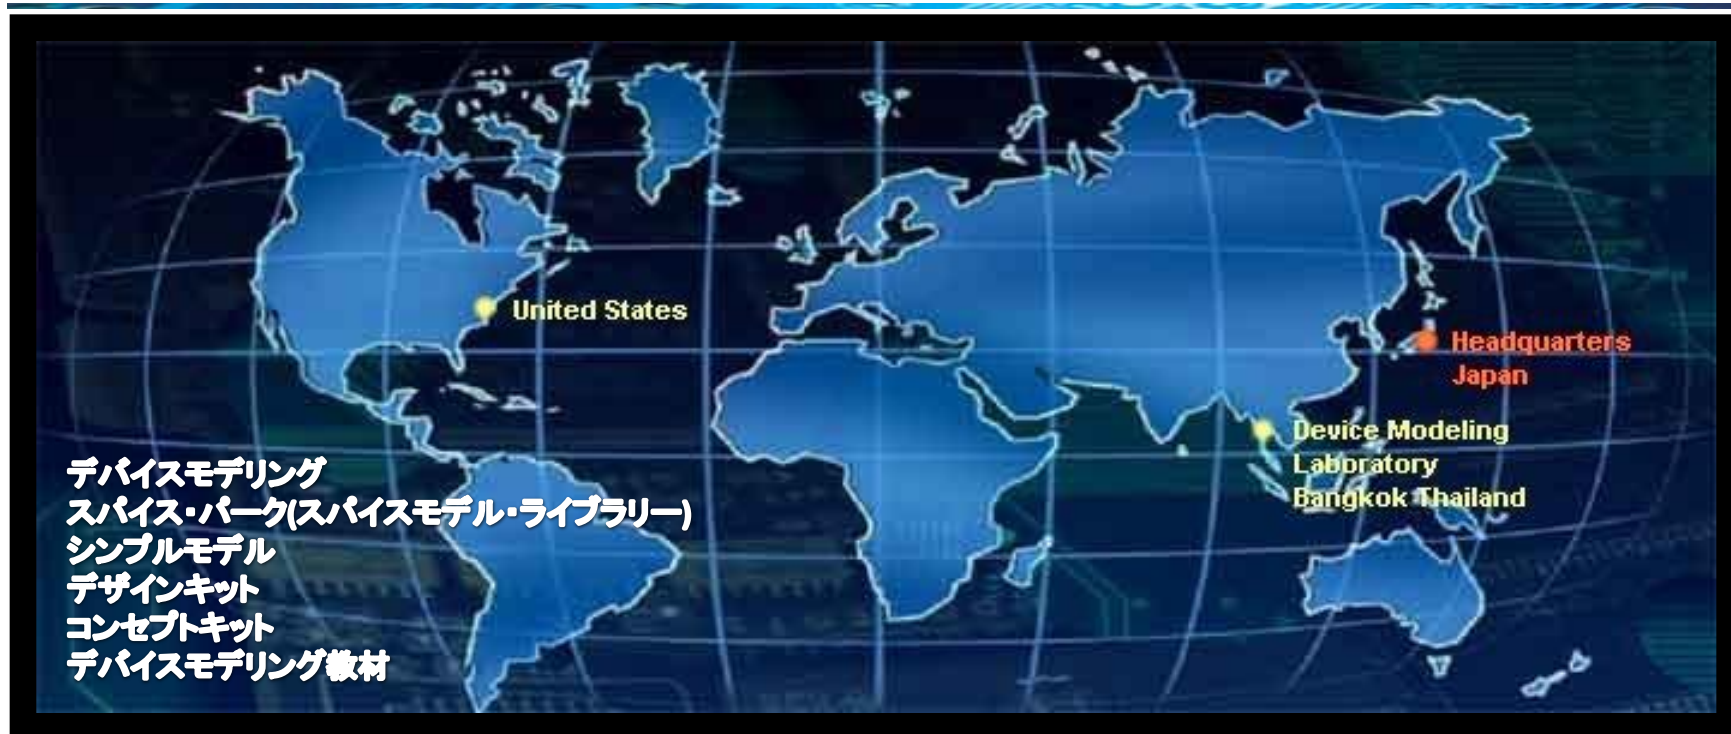 United States
Headquarters
Japan
Device Modeling
Laboratory
Bangkok Thailand
デバイスモデリング
スパイス・パーク(スパイスモデル・ライブラリー)
シンプルモデル
デザインキット
コンセプトキット
デバイスモデリング教材